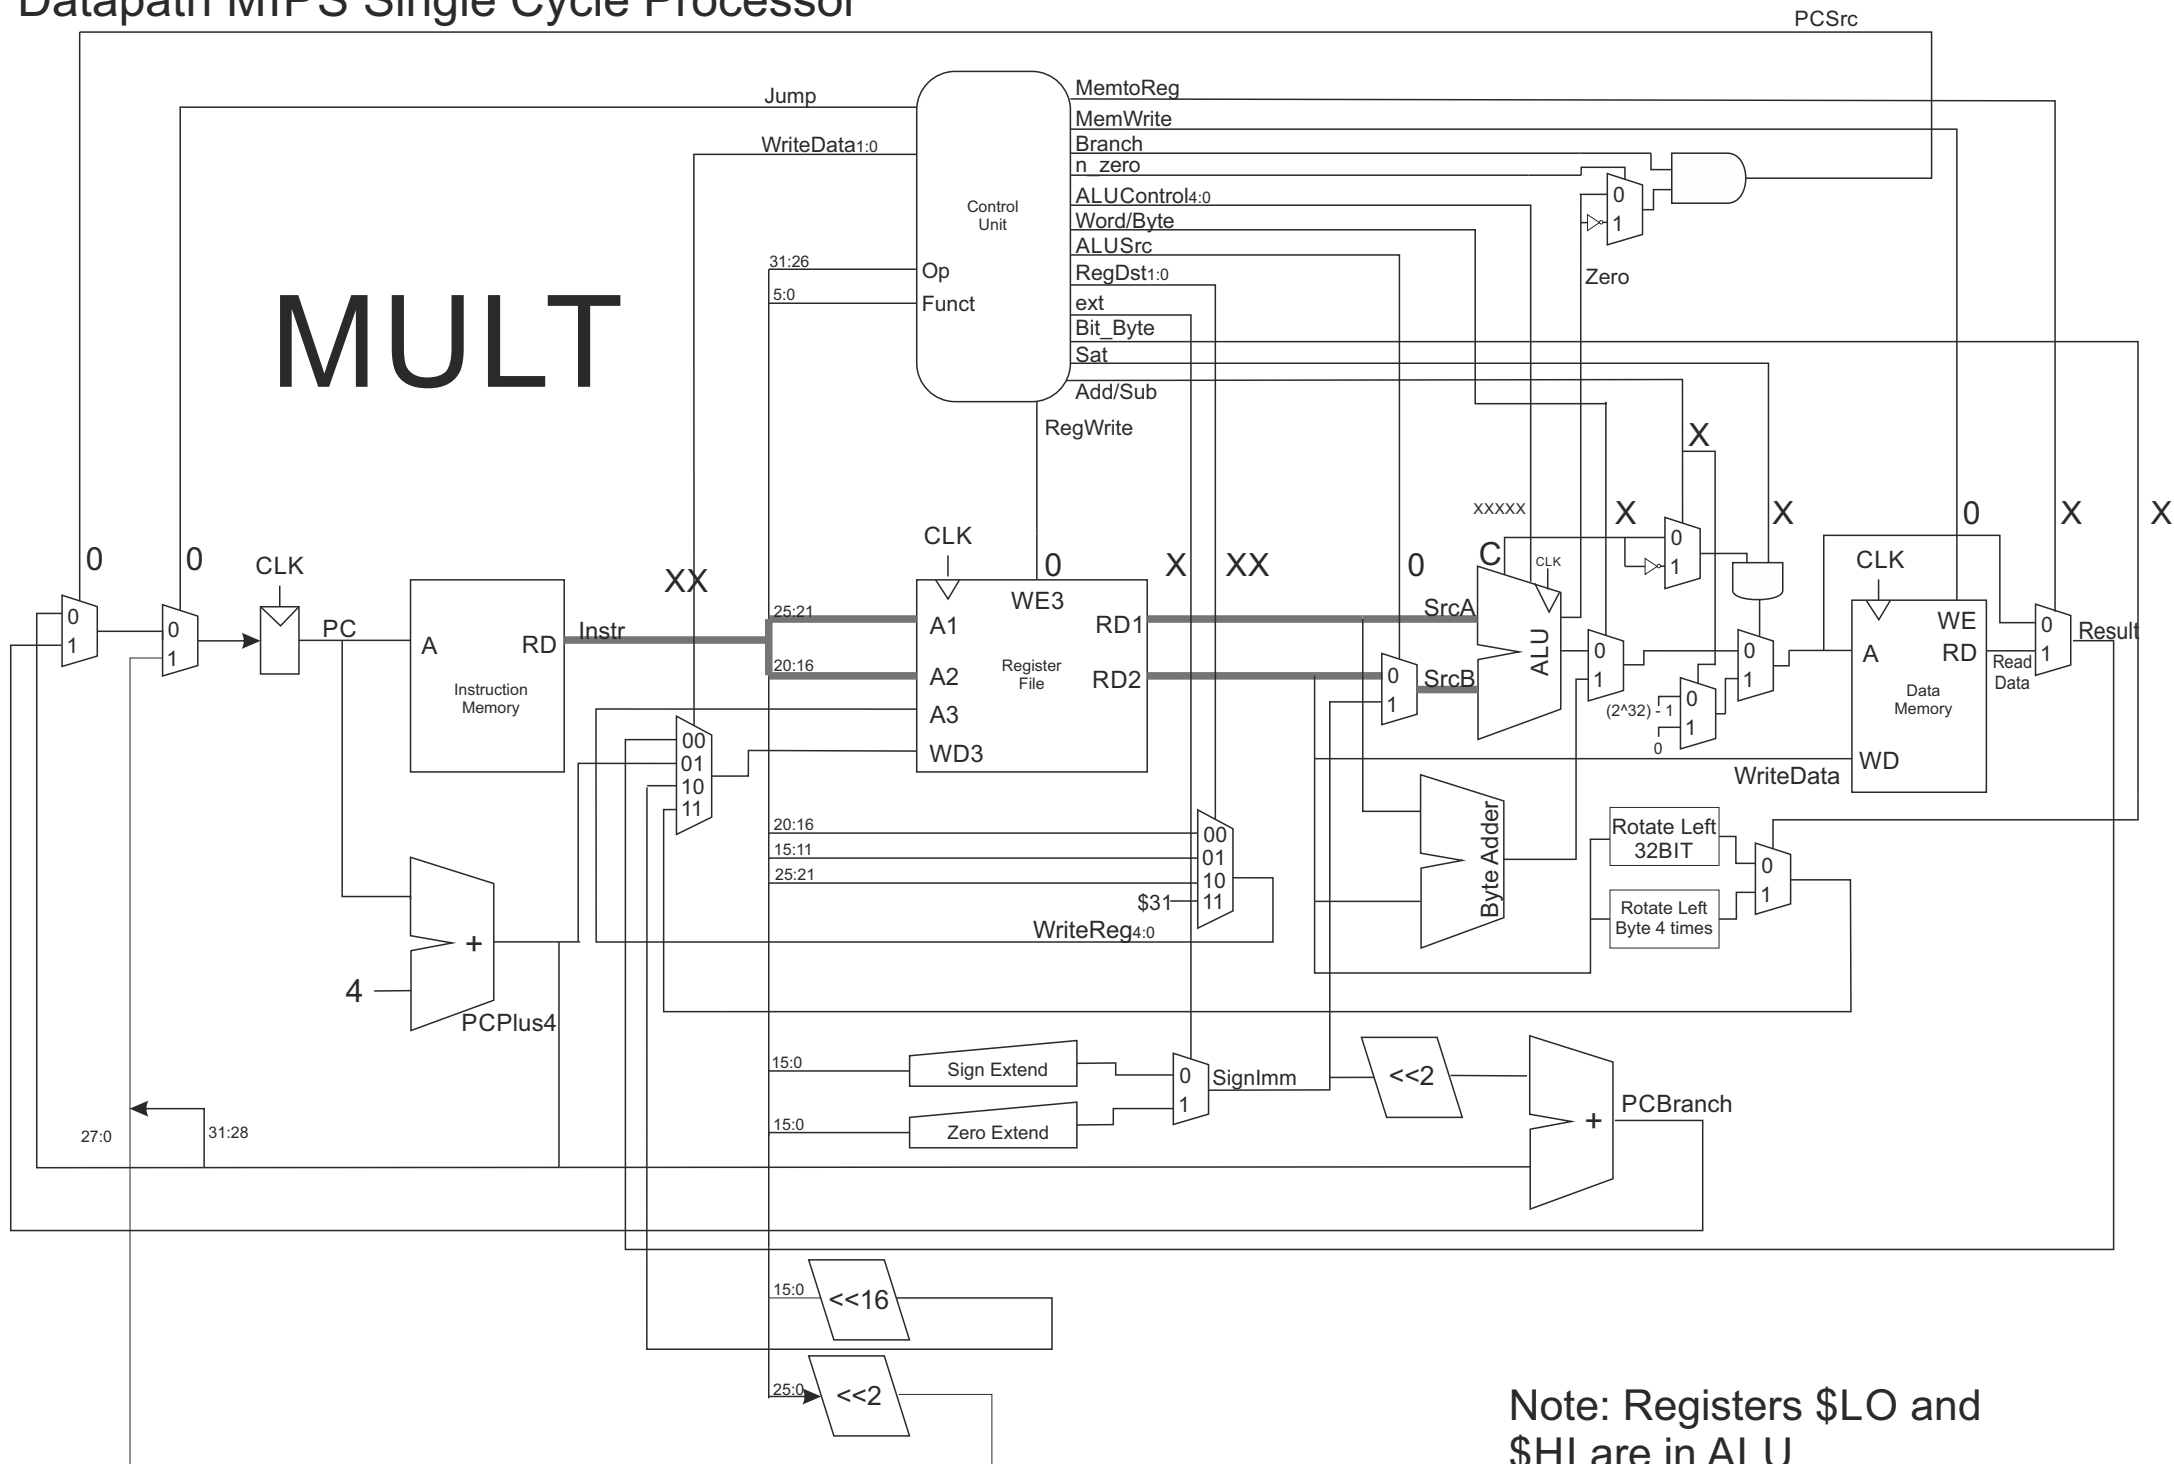 Datapath MIPS Single Cycle Processor
PCSrc
Jump
MemtoReg
MemWrite
WriteData1:0
Branch
n_zero
ALUControl4:0
Word/Byte
ALUSrc
RegDst1:0
ext
Bit_Byte
Sat
Add/Sub
Control
Unit
31:26
Op
5:0
Funct
RegWrite
0
1
Zero
MULT
X
XXXXX
X
X
0
X
X
0
0
CLK
XX
CLK
0
X
XX
0
C
CLK
0
1
CLK
0
1
0
1
PC
A
RD
Instruction
Memory
Instr
25:21
20:16
A1
A2
A3
WD3
WE3
Register
File
RD1
RD2
SrcA
SrcB
0
1
ALU
0
1
0
1
(2^32) - 1
0
0
1
A
WE
RD
Data
Memory
WD
Read
Data
0
1
Result
WriteData
00
01
10
11
20:16
15:11
25:21
$31
00
01
10
11
WriteReg4:0
Byte Adder
Rotate Left
32BIT
Rotate Left
Byte 4 times
0
1
+
4
PCPlus4
15:0
Sign Extend
15:0
Zero Extend
0
1
SignImm
<<2
+
PCBranch
27:0
31:28
15:0
<<16
25:0
<<2
Note: Registers $LO and
$HI are in ALU